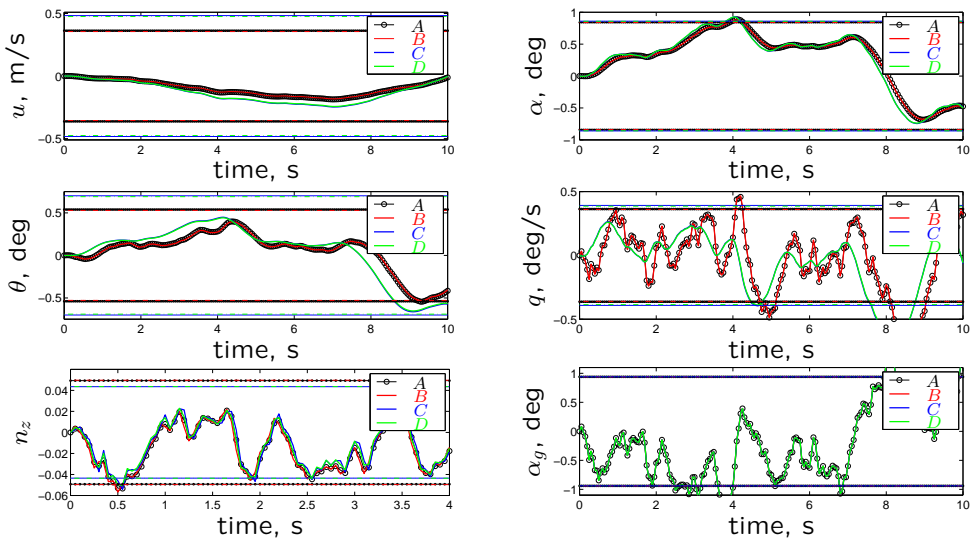 u, m/s
0.5
0
−0.5
0 2 4 6 8 10
time, s
A
B
C
D
α, deg
1
0.5
0
−0.5
−1
0 2 4 6 8 10
time, s
A
B
C
D
θ, deg
0.5
0
−0.5
0 2 4 6 8 10
time, s
A
B
C
D
q, deg/s
0.5
0
−0.5
0 2 4 6 8 10
time, s
A
B
C
D
n_z
0.04
0.02
0
−0.02
−0.04
−0.06
0 0.5 1 1.5 2 2.5 3 3.5 4
time, s
A
B
C
D
α_g, deg
1
0.5
0
−0.5
−1
0 2 4 6 8 10
time, s
A
B
C
D